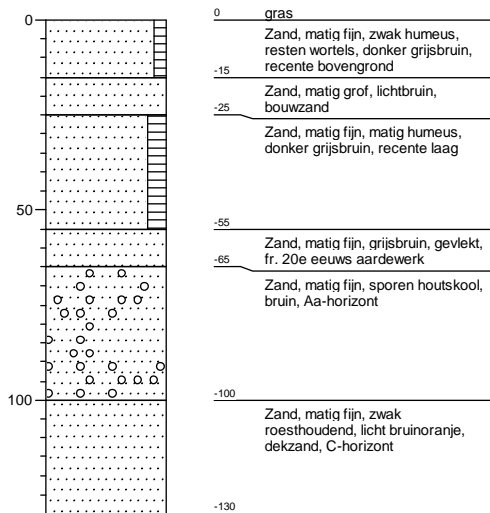 0
0
gras
Zand, matig fijn, zwak humeus,
resten wortels, donker grijsbruin,
recente bovengrond
-15
Zand, matig grof, lichtbruin,
bouwzand
-25
Zand, matig fijn, matig humeus,
donker grijsbruin, recente laag
50
-55
Zand, matig fijn, grijsbruin, gevlekt,
fr. 20e eeuws aardewerk
-65
Zand, matig fijn, sporen houtskool,
bruin, Aa-horizont
100
-100
Zand, matig fijn, zwak
roesthoudend, licht bruinoranje,
dekzand, C-horizont
-130